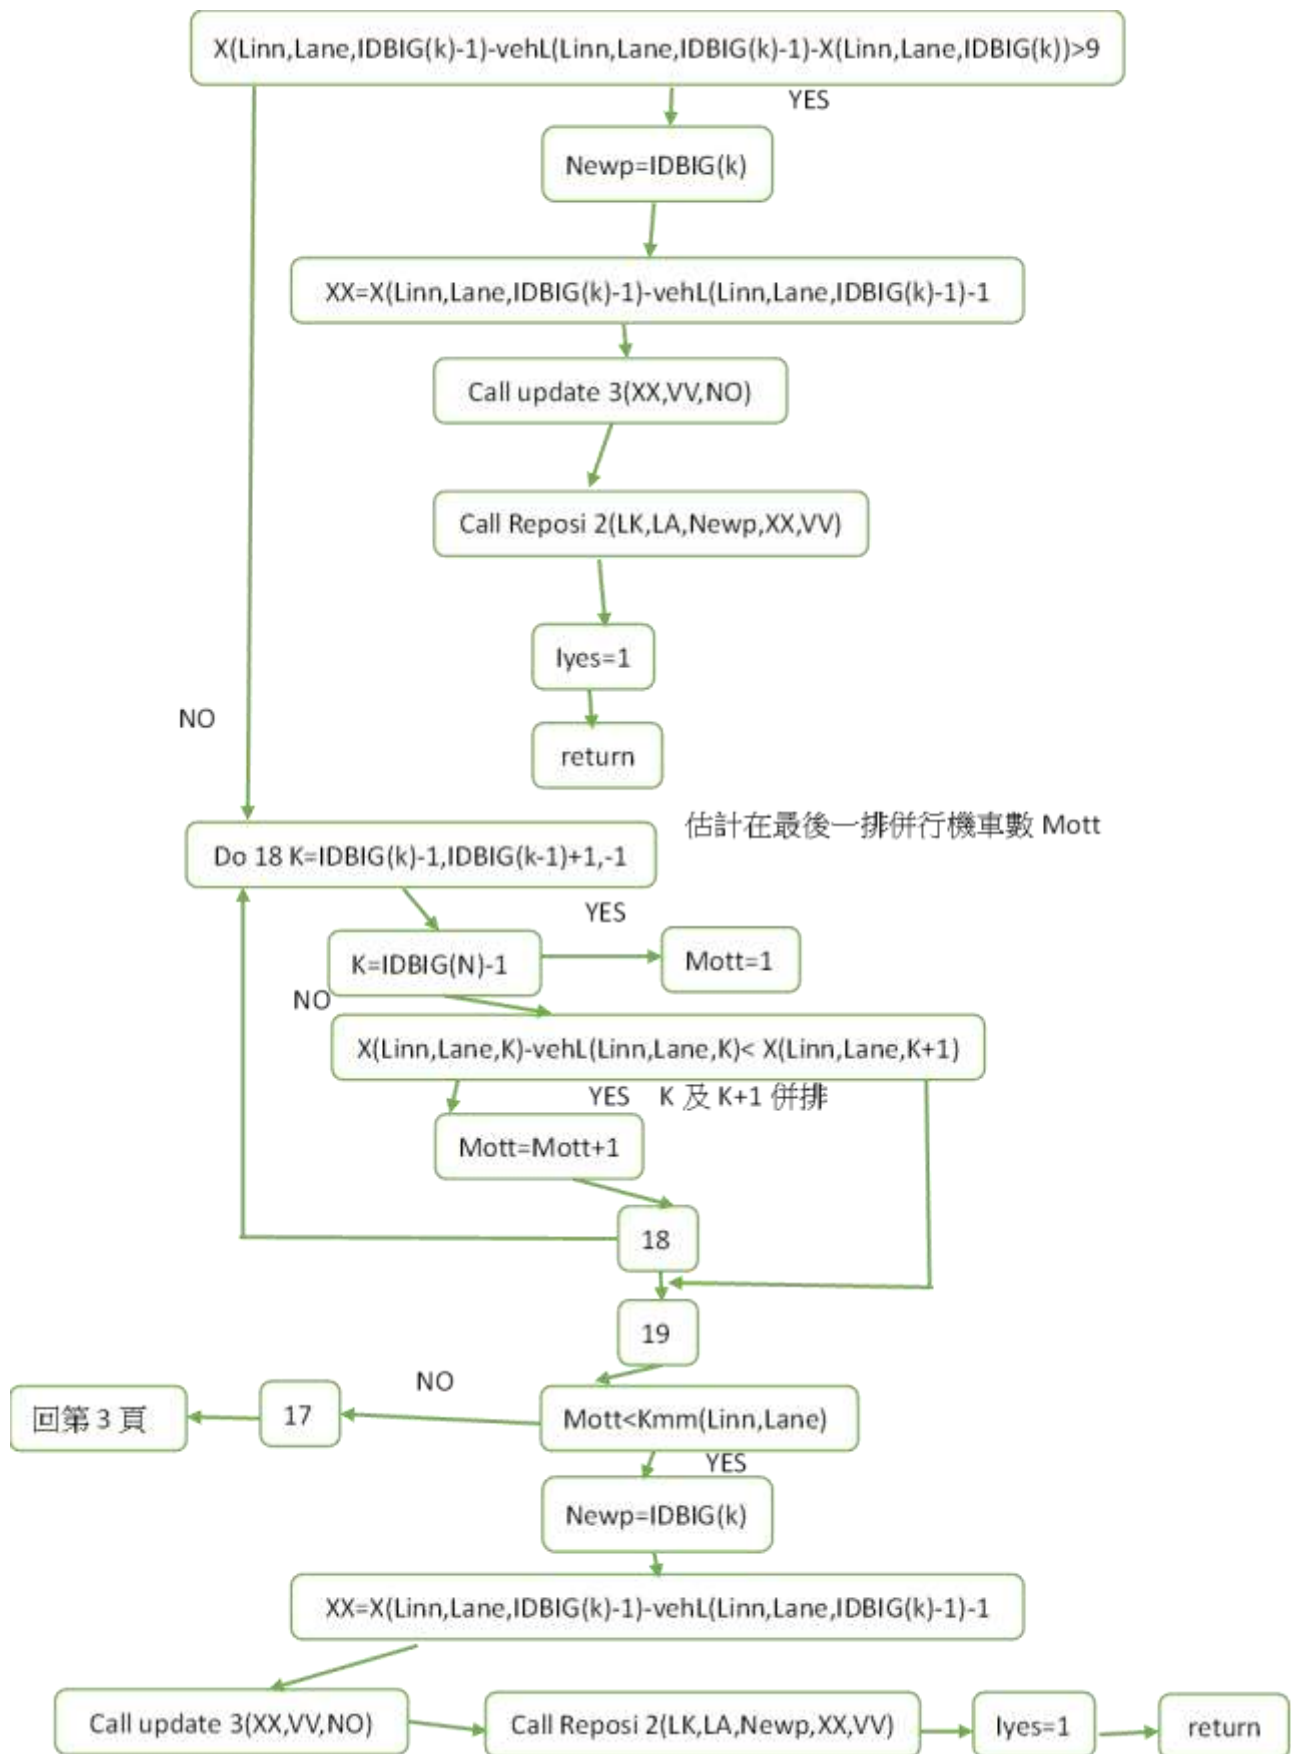 X(Linn,Lane,IDBIG(k)-1)-vehL(Linn,Lane,IDBIG(k)-1)-X(Linn,Lane,IDBIG(k))>9
YES
Newp=IDBIG(k)
XX=X(Linn,Lane,IDBIG(k)-1)-vehL(Linn,Lane,IDBIG(k)-1)-1
Call update 3(XX,VV,NO)
Call Reposi 2(LK,LA,Newp,XX,VV)
Iyes=1
NO
return
估計在最後一排併行機車數 Mott
Do 18 K=IDBIG(k)-1,IDBIG(k-1)+1,-1
YES
K=IDBIG(N)-1
Mott=1
NO
X(Linn,Lane,K)-vehL(Linn,Lane,K)< X(Linn,Lane,K+1)
YES K 及 K+1 併排
Mott=Mott+1
18
19
NO
回第 3 頁
17
Mott<Kmm(Linn,Lane)
YES
Newp=IDBIG(k)
XX=X(Linn,Lane,IDBIG(k)-1)-vehL(Linn,Lane,IDBIG(k)-1)-1
Call update 3(XX,VV,NO)
Call Reposi 2(LK,LA,Newp,XX,VV)
Iyes=1
return